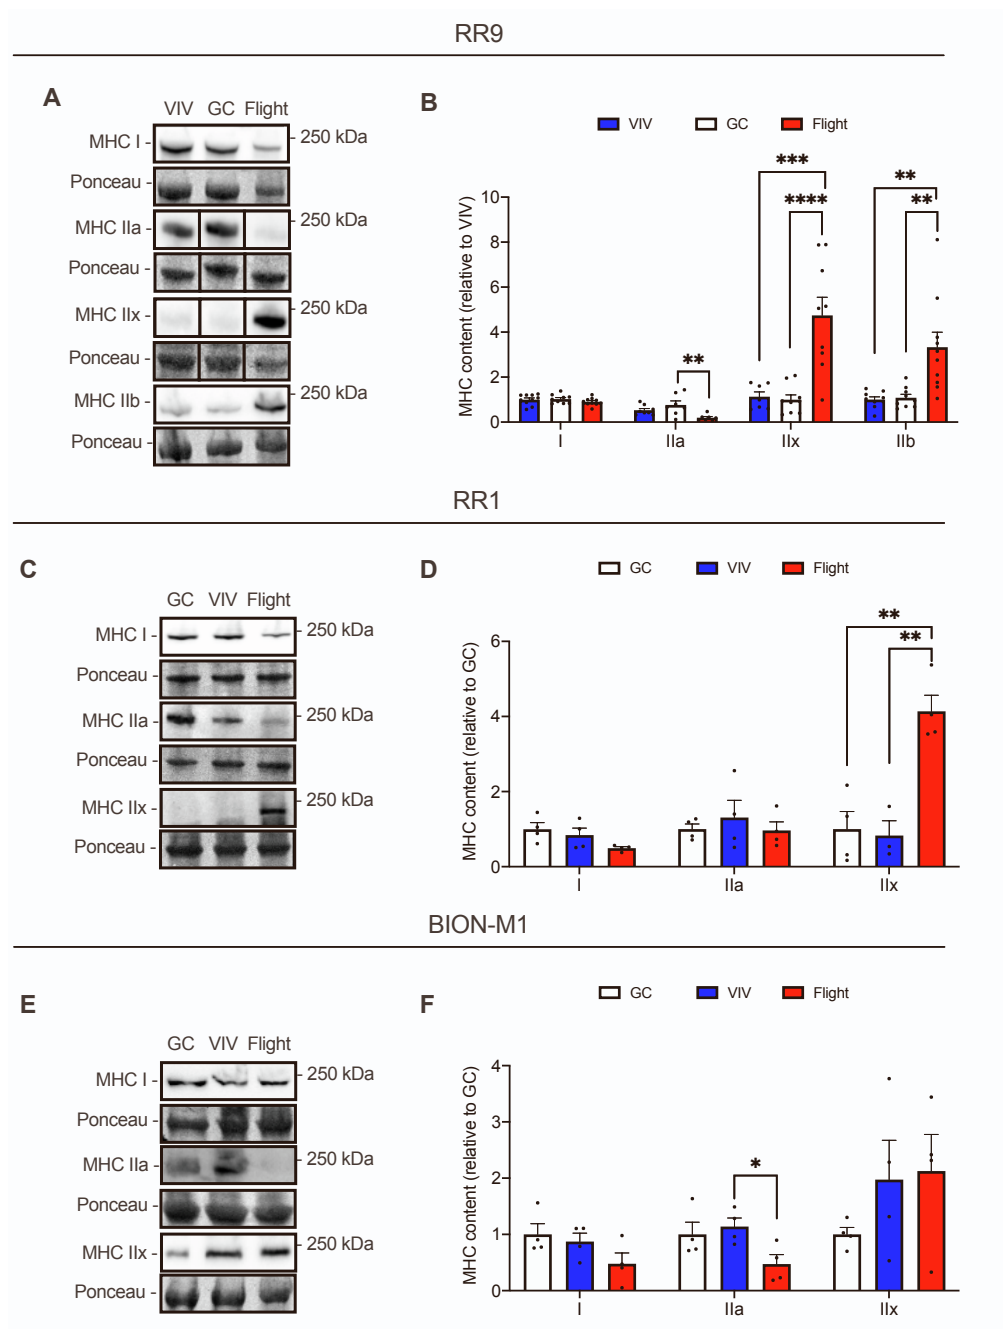 RR9
A
VIV GC Flight
MHC I - - 250 kDa
Ponceau -
MHC IIa - - 250 kDa
Ponceau -
MHC IIx - - 250 kDa
Ponceau -
MHC IIb - - 250 kDa
Ponceau -
B
VIV GC Flight
MHC content (relative to VIV)
10
8
6
4
2
0
***
****
**
**
**
I IIa IIx IIb
RR1
C
GC VIV Flight
MHC I - - 250 kDa
Ponceau -
MHC IIa - - 250 kDa
Ponceau -
MHC IIx - - 250 kDa
Ponceau -
D
GC VIV Flight
MHC content (relative to GC)
6
4
2
0
**
**
I IIa IIx
BION-M1
E
GC VIV Flight
MHC I - - 250 kDa
Ponceau -
MHC IIa - - 250 kDa
Ponceau -
MHC IIx - - 250 kDa
Ponceau -
F
GC VIV Flight
MHC content (relative to GC)
4
3
2
1
0
*
I IIa IIx